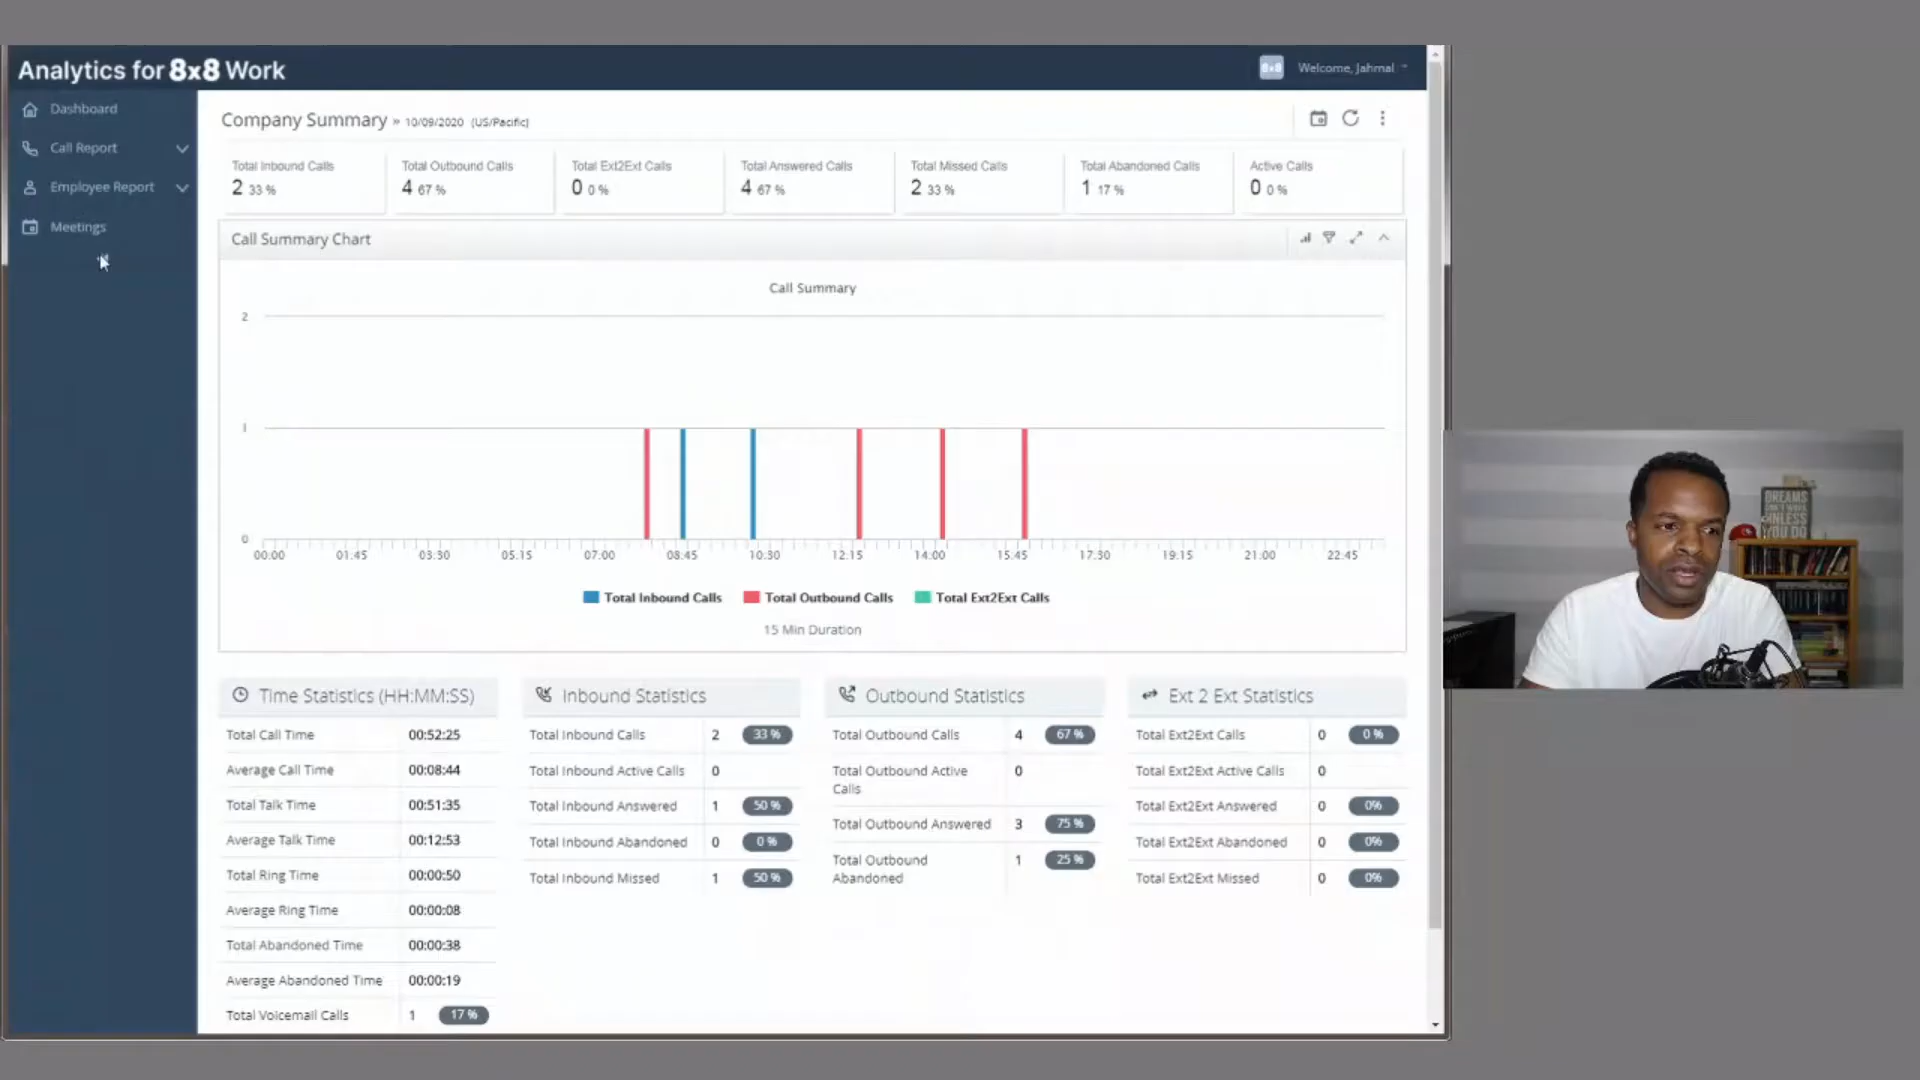 Analytics for 8x8 Work
8x8
Welcome, Jahmal
Dashboard
Call Report
Employee Report
Meetings
Company Summary » 10/09/2020 (US/Pacific)
Total Inbound Calls
2 33 %
Total Outbound Calls
4 67 %
Total Ext2Ext Calls
0 0 %
Total Answered Calls
4 67 %
Total Missed Calls
2 33 %
Total Abandoned Calls
1 17 %
Active Calls
0 0 %
Call Summary Chart
Call Summary
2
1
0
00:00 01:45 03:30 05:15 07:00 08:45 10:30 12:15 14:00 15:45 17:30 19:15 21:00 22:45
Total Inbound Calls Total Outbound Calls Total Ext2Ext Calls
15 Min Duration
Time Statistics (HH:MM:SS)
Total Call Time 00:52:25
Average Call Time 00:08:44
Total Talk Time 00:51:35
Average Talk Time 00:12:53
Total Ring Time 00:00:50
Average Ring Time 00:00:08
Total Abandoned Time 00:00:38
Average Abandoned Time 00:00:19
Total Voicemail Calls 1 17 %
Inbound Statistics
Total Inbound Calls 2 33 %
Total Inbound Active Calls 0
Total Inbound Answered 1 50 %
Total Inbound Abandoned 0 0 %
Total Inbound Missed 1 50 %
Outbound Statistics
Total Outbound Calls 4 67 %
Total Outbound Active 0
Calls
Total Outbound Answered 3 75 %
Total Outbound 1 25 %
Abandoned
Ext 2 Ext Statistics
Total Ext2Ext Calls 0 0 %
Total Ext2Ext Active Calls 0
Total Ext2Ext Answered 0 0%
Total Ext2Ext Abandoned 0 0%
Total Ext2Ext Missed 0 0%
DREAMS
UNLESS
YOU DO